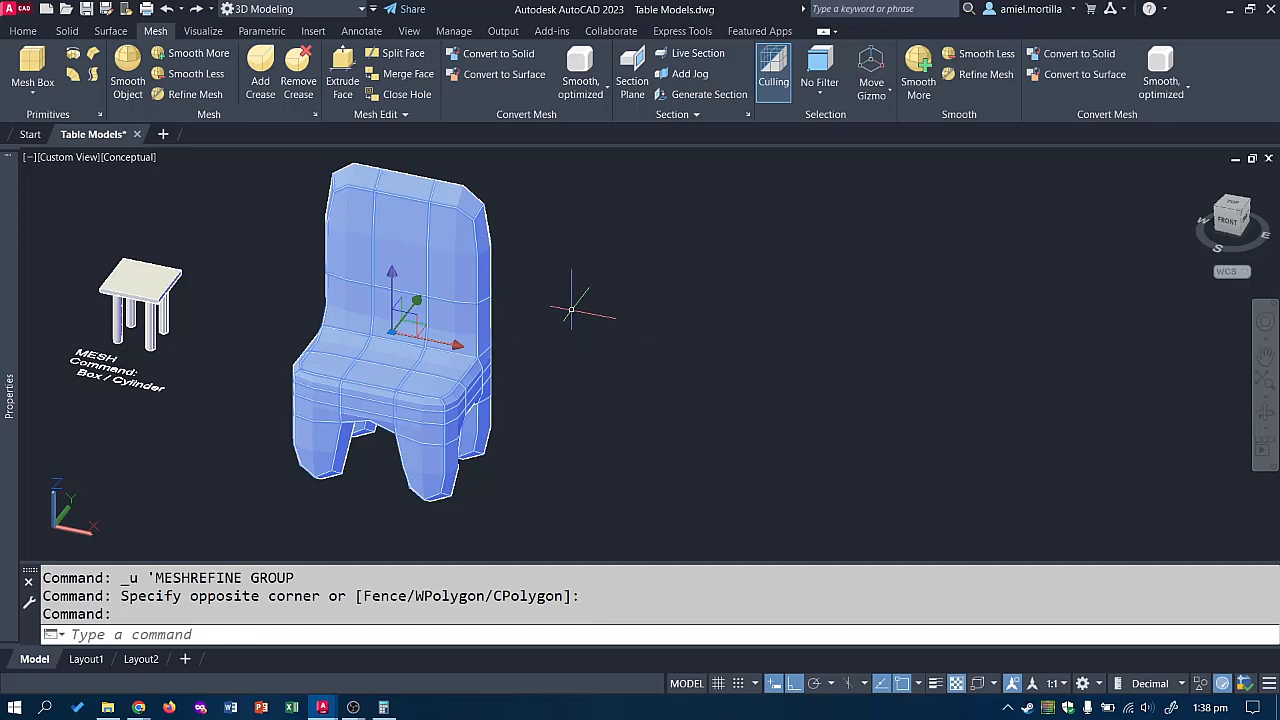 CAD
3D Modeling
Share
Autodesk AutoCAD 2023 Table Models.dwg
Type a keyword or phrase
amiel.mortilla
Home Solid Surface Mesh Visualize Parametric Insert Annotate View Manage Output Add-ins Collaborate Express Tools Featured Apps
Mesh Box
Smooth Object
Smooth More
Smooth Less
Refine Mesh
Add Crease
Remove Crease
Extrude Face
Split Face
Merge Face
Close Hole
Convert to Solid
Convert to Surface
Smooth, optimized
Section Plane
Live Section
Add Jog
Generate Section
Culling
No Filter
Move Gizmo
Smooth More
Smooth Less
Refine Mesh
Convert to Solid
Convert to Surface
Smooth, optimized
Primitives Mesh Mesh Edit Convert Mesh Section Selection Smooth Convert Mesh
Start Table Models*
[−][Custom View][Conceptual]
TOP
FRONT
W
S
E
WCS
MESH
Command:
Box / Cylinder
Properties
Z
Y
X
Command: _u 'MESHREFINE GROUP
Command: Specify opposite corner or [Fence/WPolygon/CPolygon]:
Command:
Type a command
Model Layout1 Layout2
MODEL 1:1 Decimal
1:38 pm